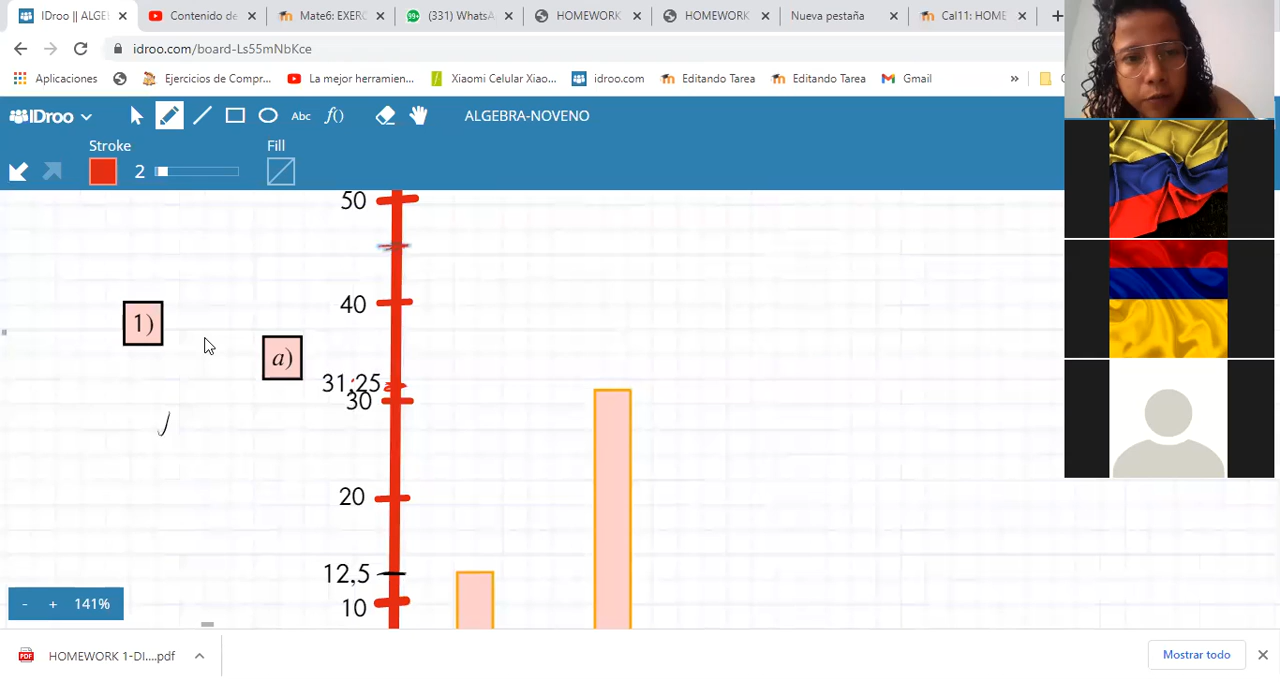 IDroo || ALGE
Contenido de
Mate6: EXERC
99+ (331) WhatsA
HOMEWORK
HOMEWORK
Nueva pestaña
Cal11: HOME
idroo.com/board-Ls55mNbKce
Aplicaciones
Ejercicios de Compr...
La mejor herramien...
Xiaomi Celular Xiao...
idroo.com
Editando Tarea
Editando Tarea
Gmail
»
IDroo
Abc
f()
ALGEBRA-NOVENO
Stroke
Fill
2
50
40
1)
a)
31,25
30
20
12,5
10
- + 141%
PDF
HOMEWORK 1-DI....pdf
Mostrar todo